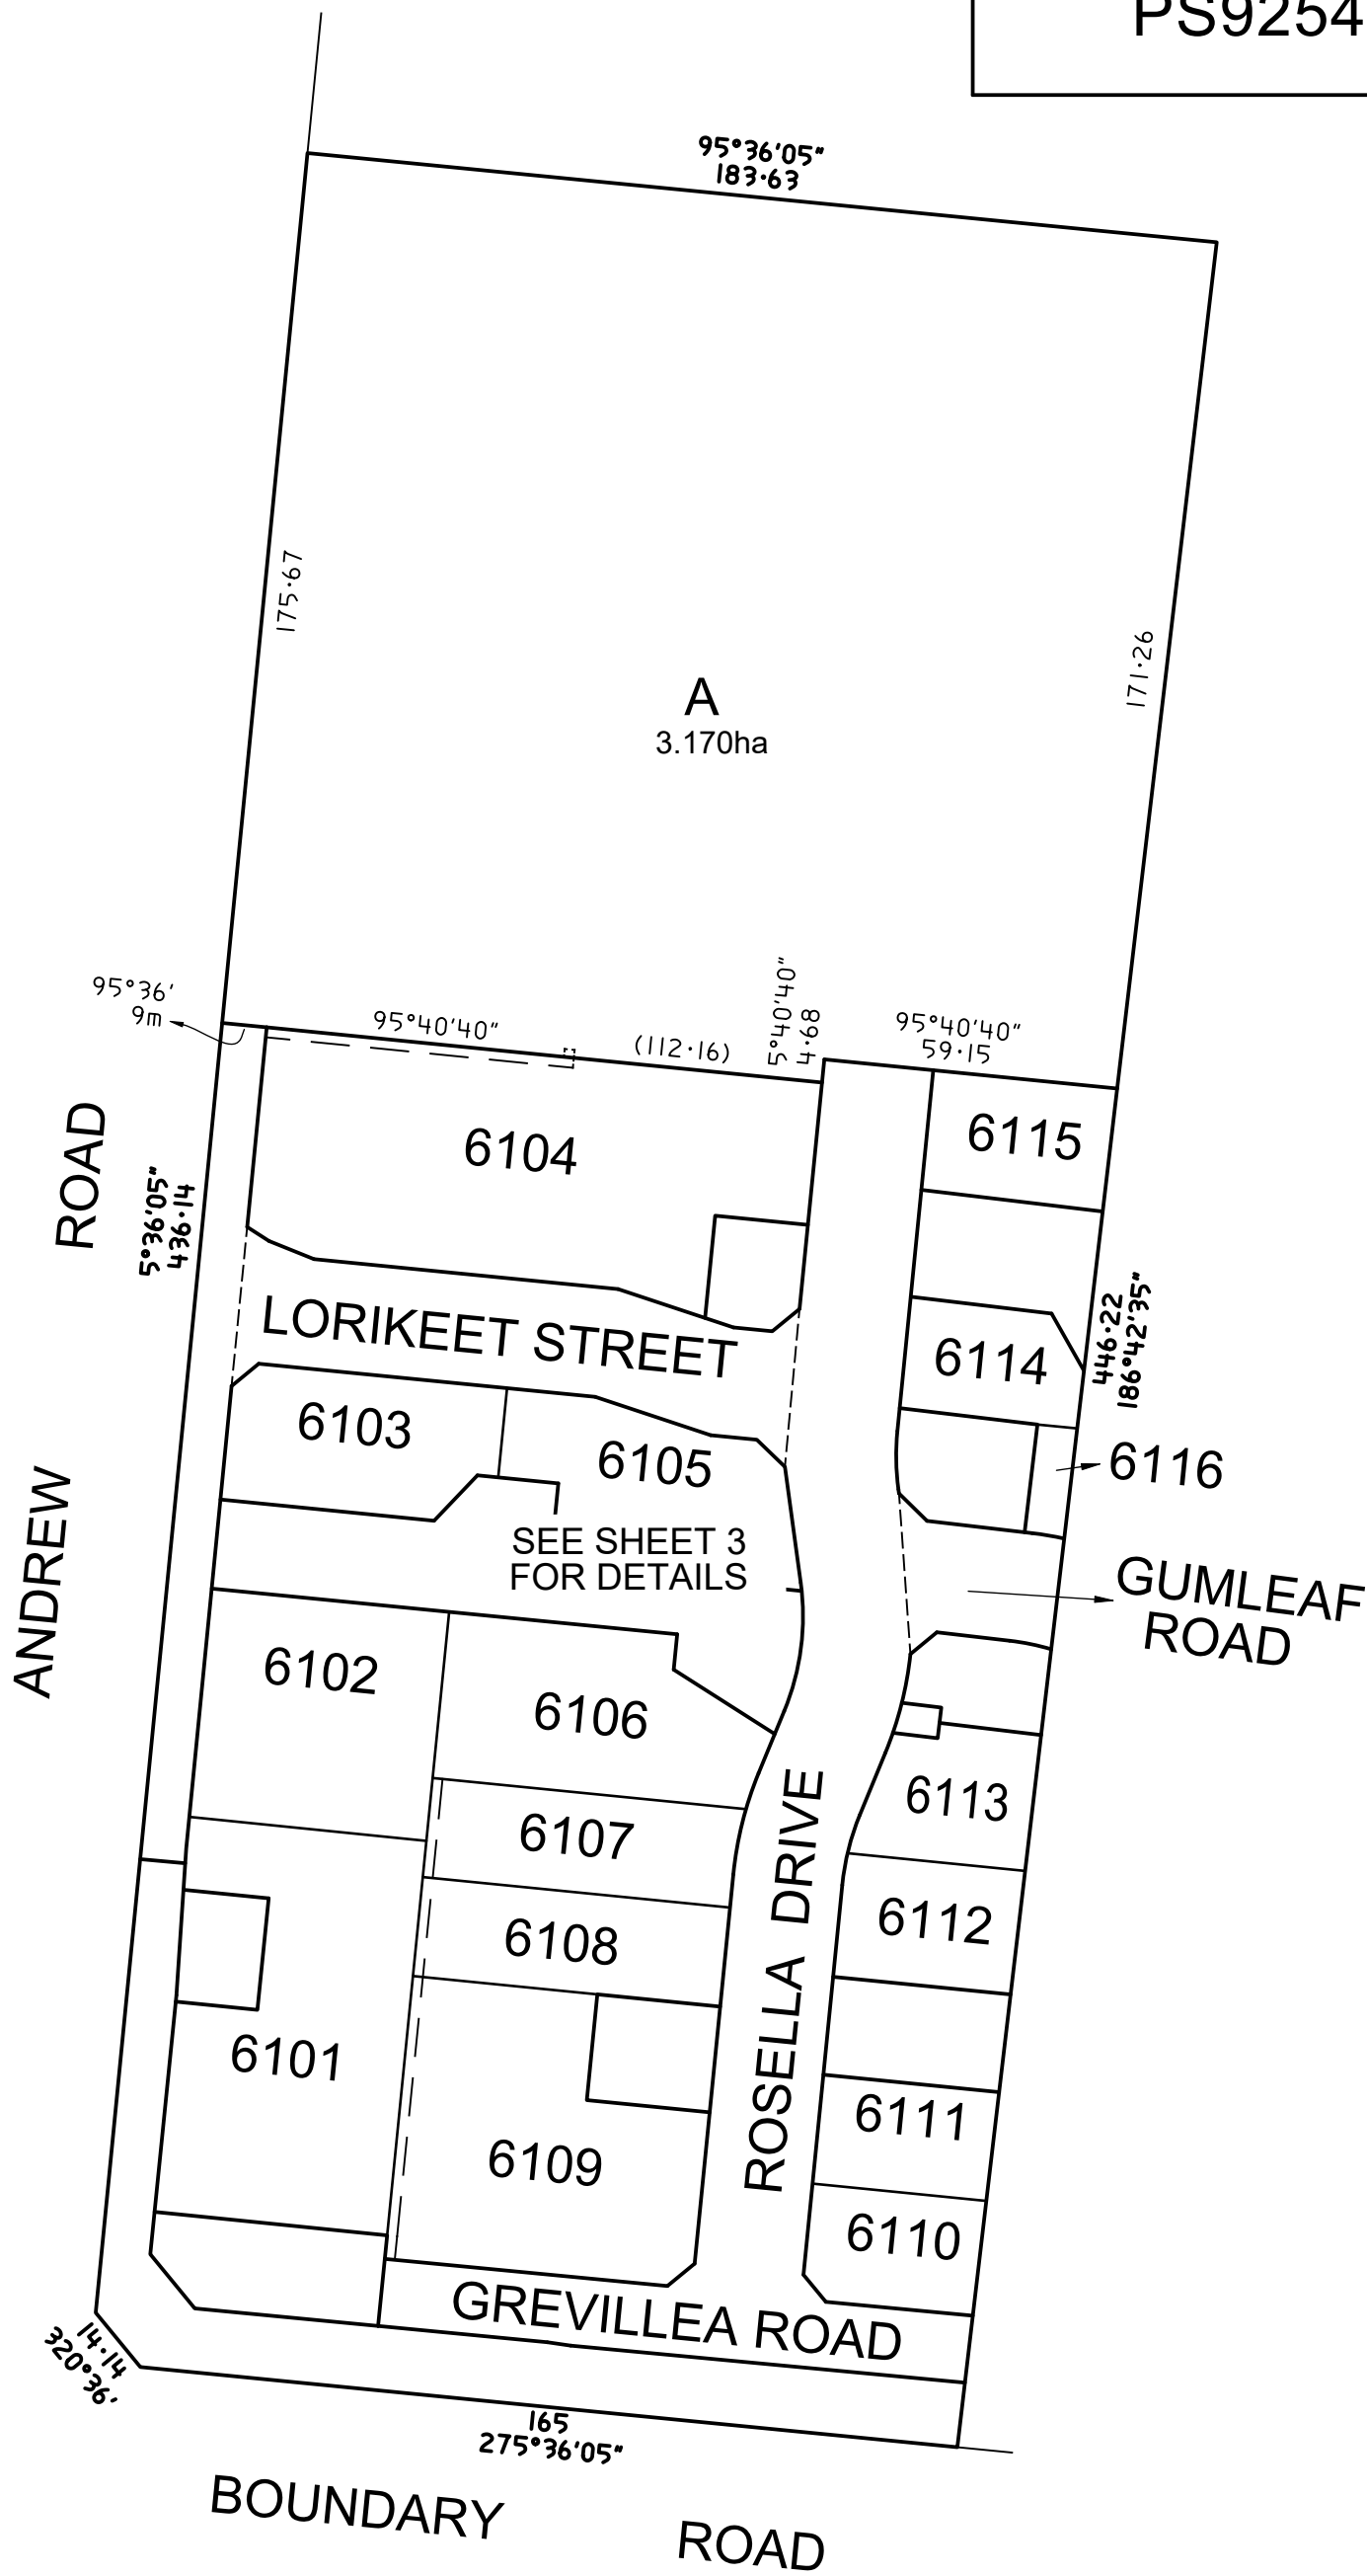 PS9254
95°36'05"
183·63
175·67
171·26
A
3.170ha
95°36'
9m
95°40'40"
(112·16)
5°40'40"
4·68
95°40'40"
59·15
6104
6115
ROAD
5°36'05"
436·14
LORIKEET STREET
6114
446·22
186°42'35"
6103
6105
6116
ANDREW
SEE SHEET 3
FOR DETAILS
GUMLEAF
ROAD
6102
6106
6113
6107
ROSELLA DRIVE
6112
6108
6101
6111
6109
6110
GREVILLEA ROAD
14·14
320°36'
165
275°36'05"
BOUNDARY ROAD